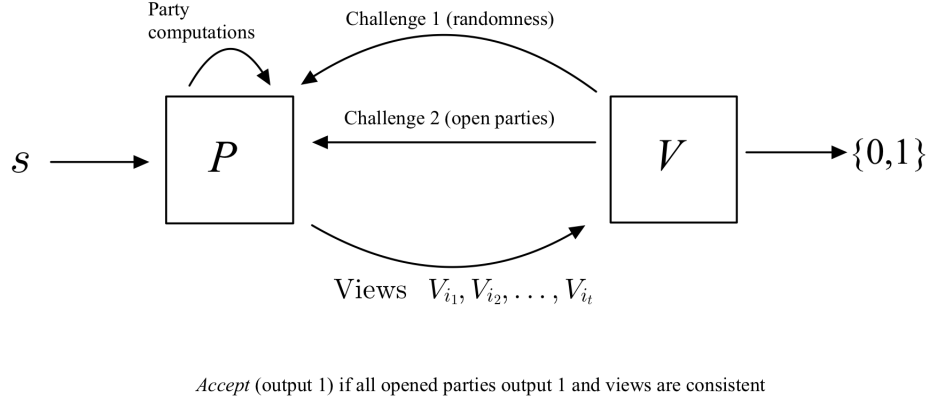 Party
computations
Challenge 1 (randomness)
Challenge 2 (open parties)
s
P
V
{0,1}
Views V_{i_1}, V_{i_2}, . . . , V_{i_t}
Accept (output 1) if all opened parties output 1 and views are consistent